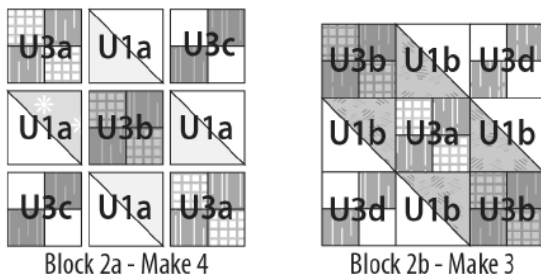 U3a U1a U3c
U1a U3b U1a
U3c U1a U3a
Block 2a - Make 4
U3b U1b U3d
U1b U3a U1b
U3d U1b U3b
Block 2b - Make 3